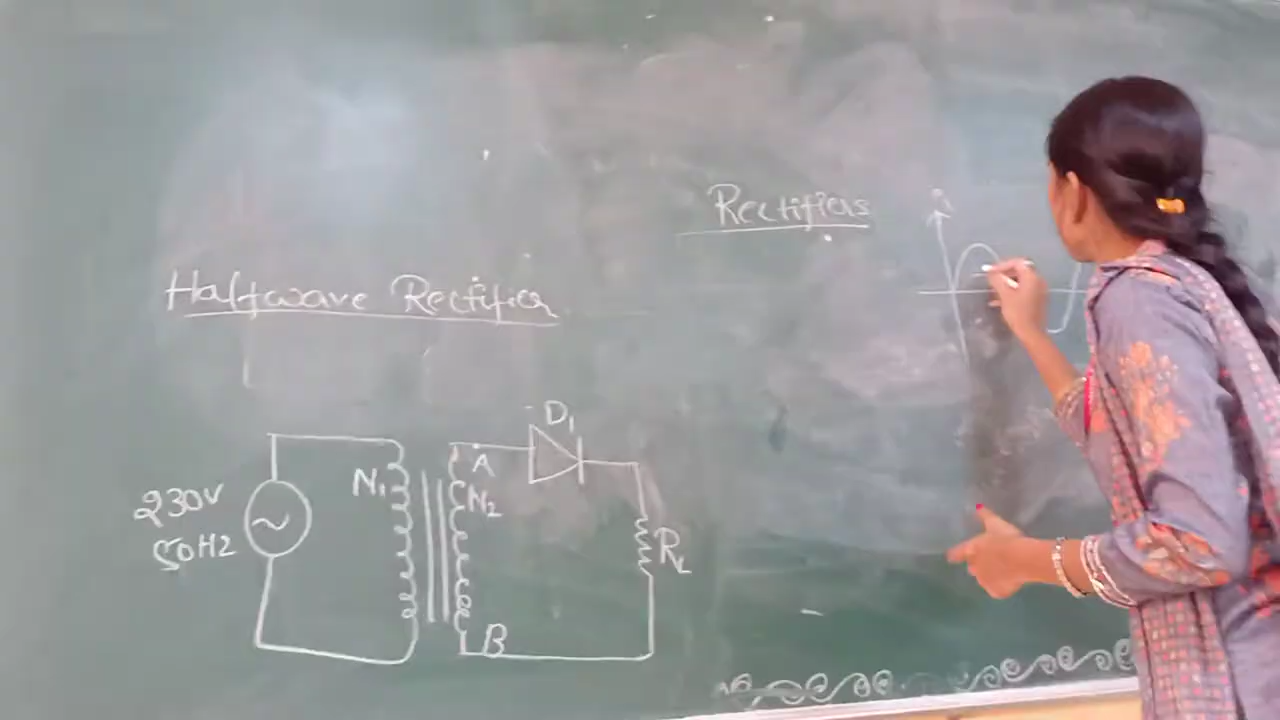 Rectifiers
Halfwave Rectifier
D1
A
N1
N2
230V
50HZ
RL
B